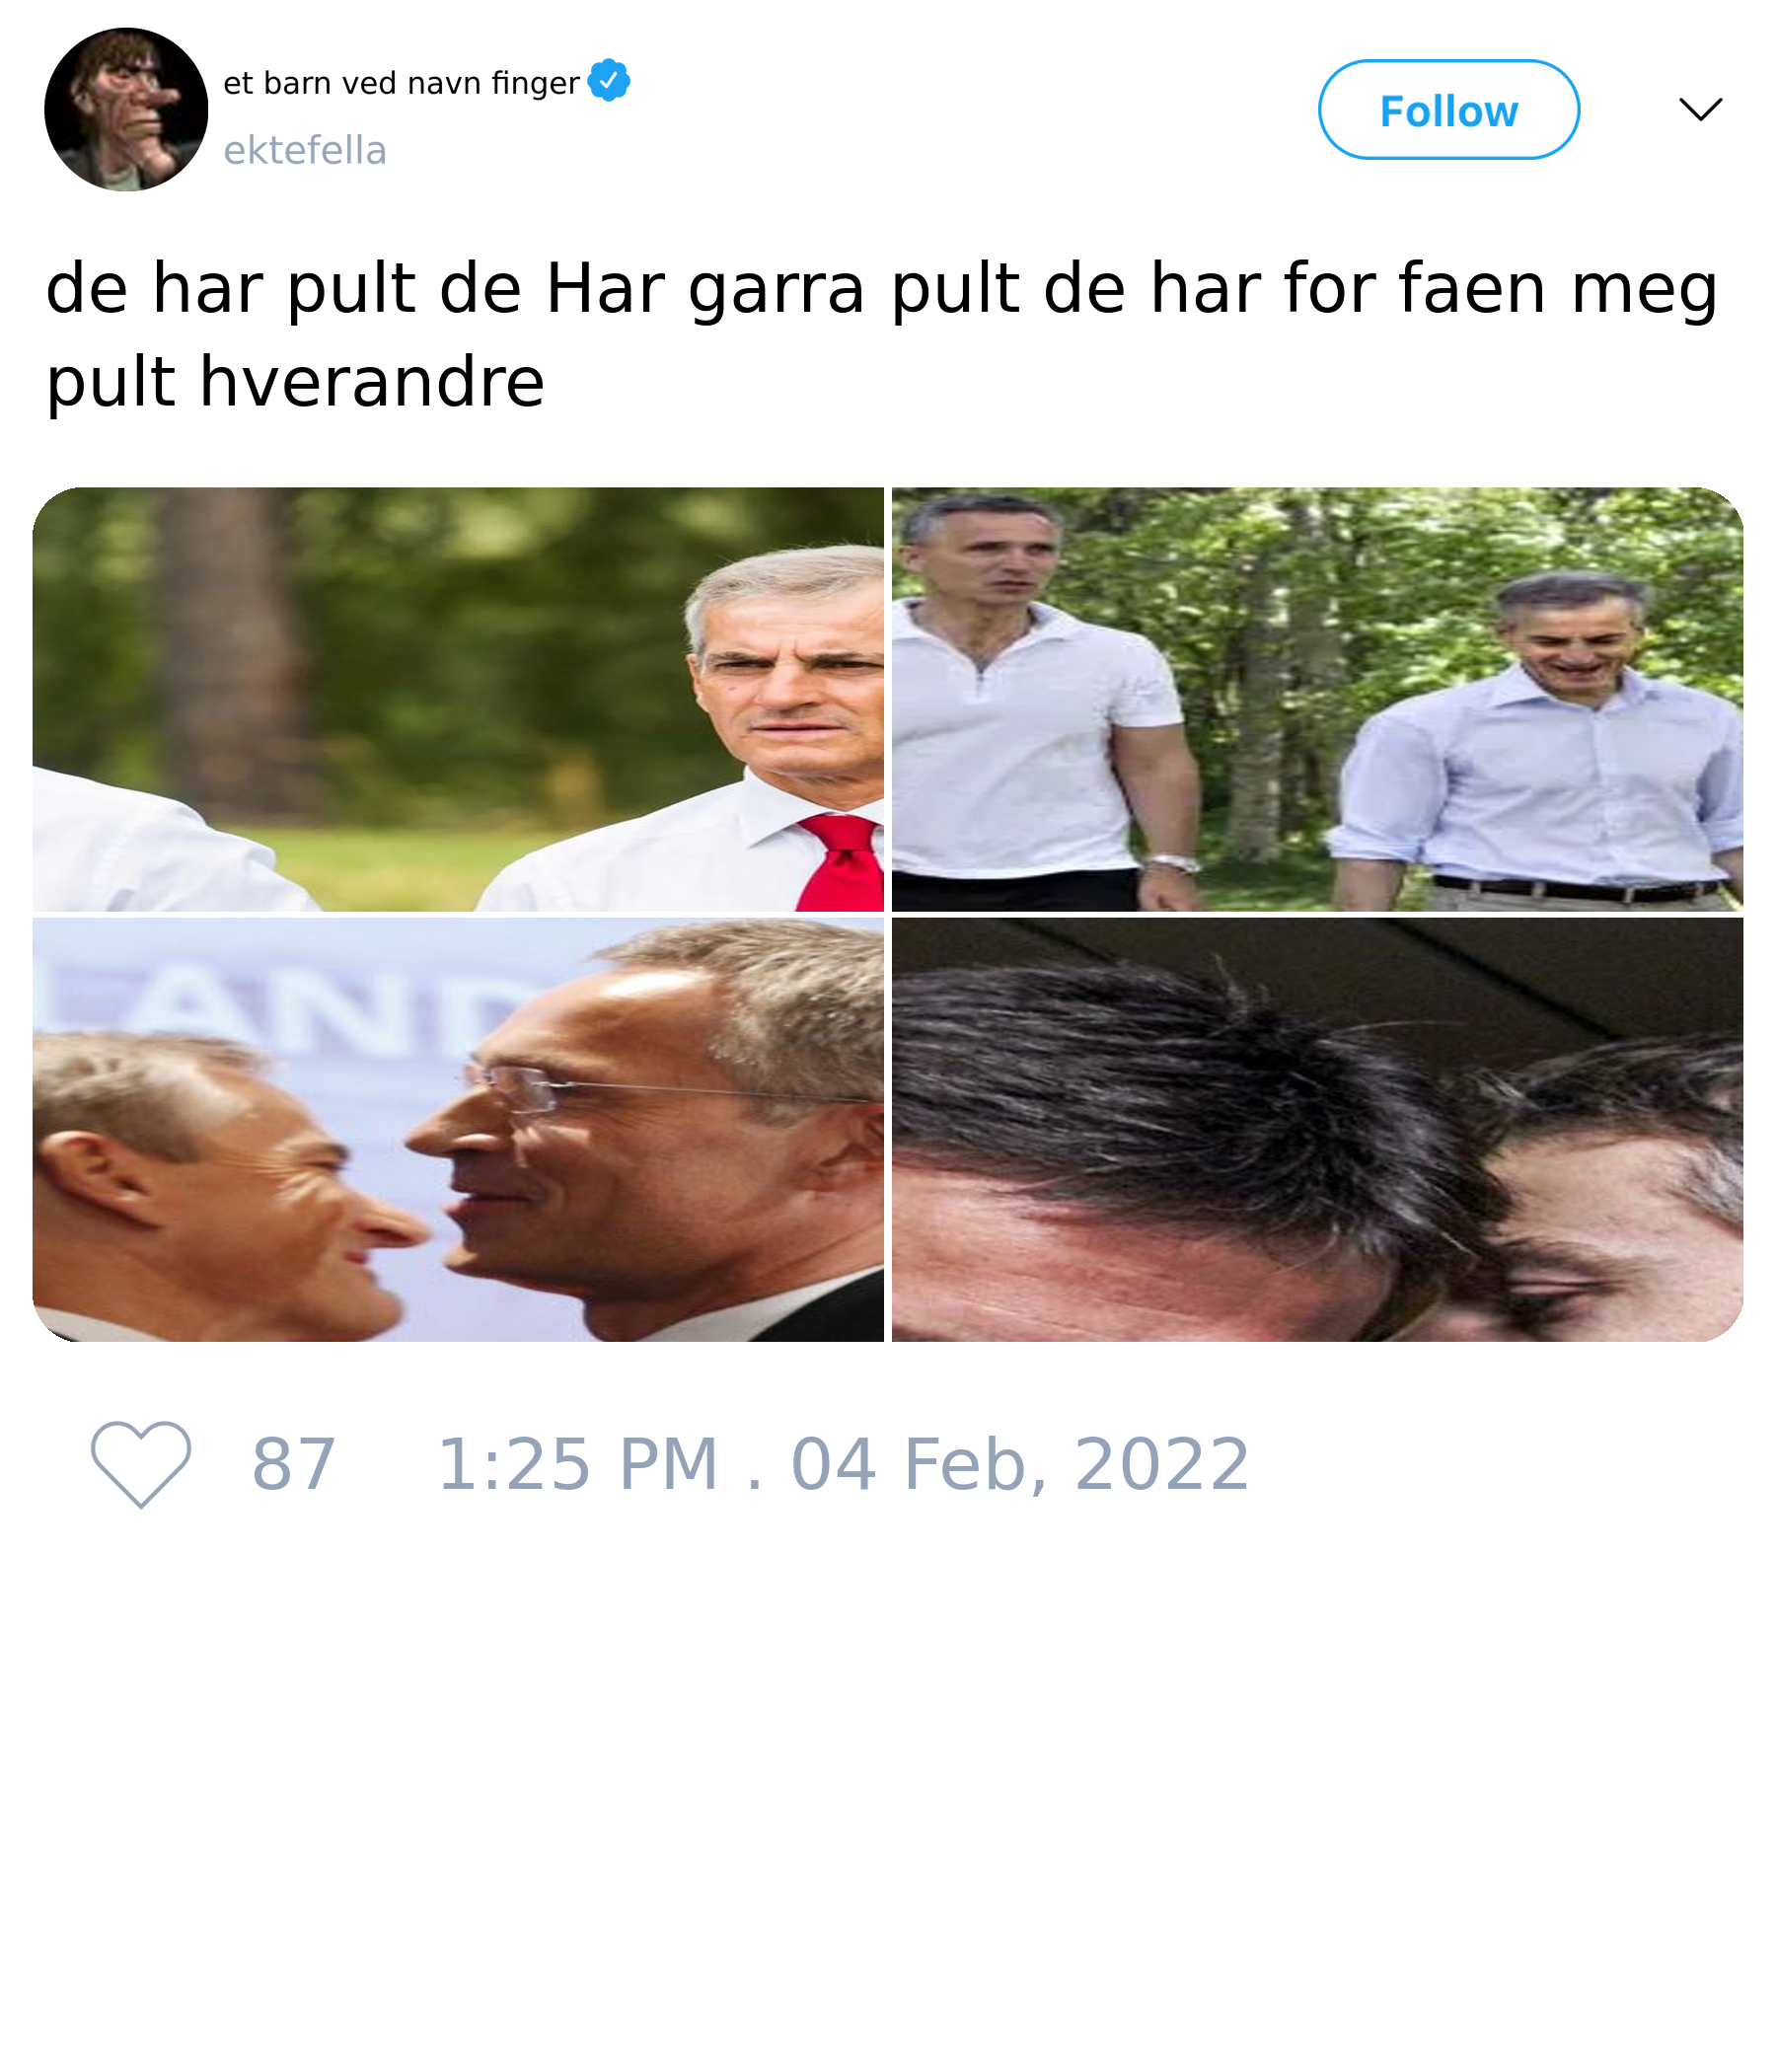 et barn ved navn finger
ektefella
Follow
de har pult de Har garra pult de har for faen meg
pult hverandre
LAND
87 1:25 PM . 04 Feb, 2022